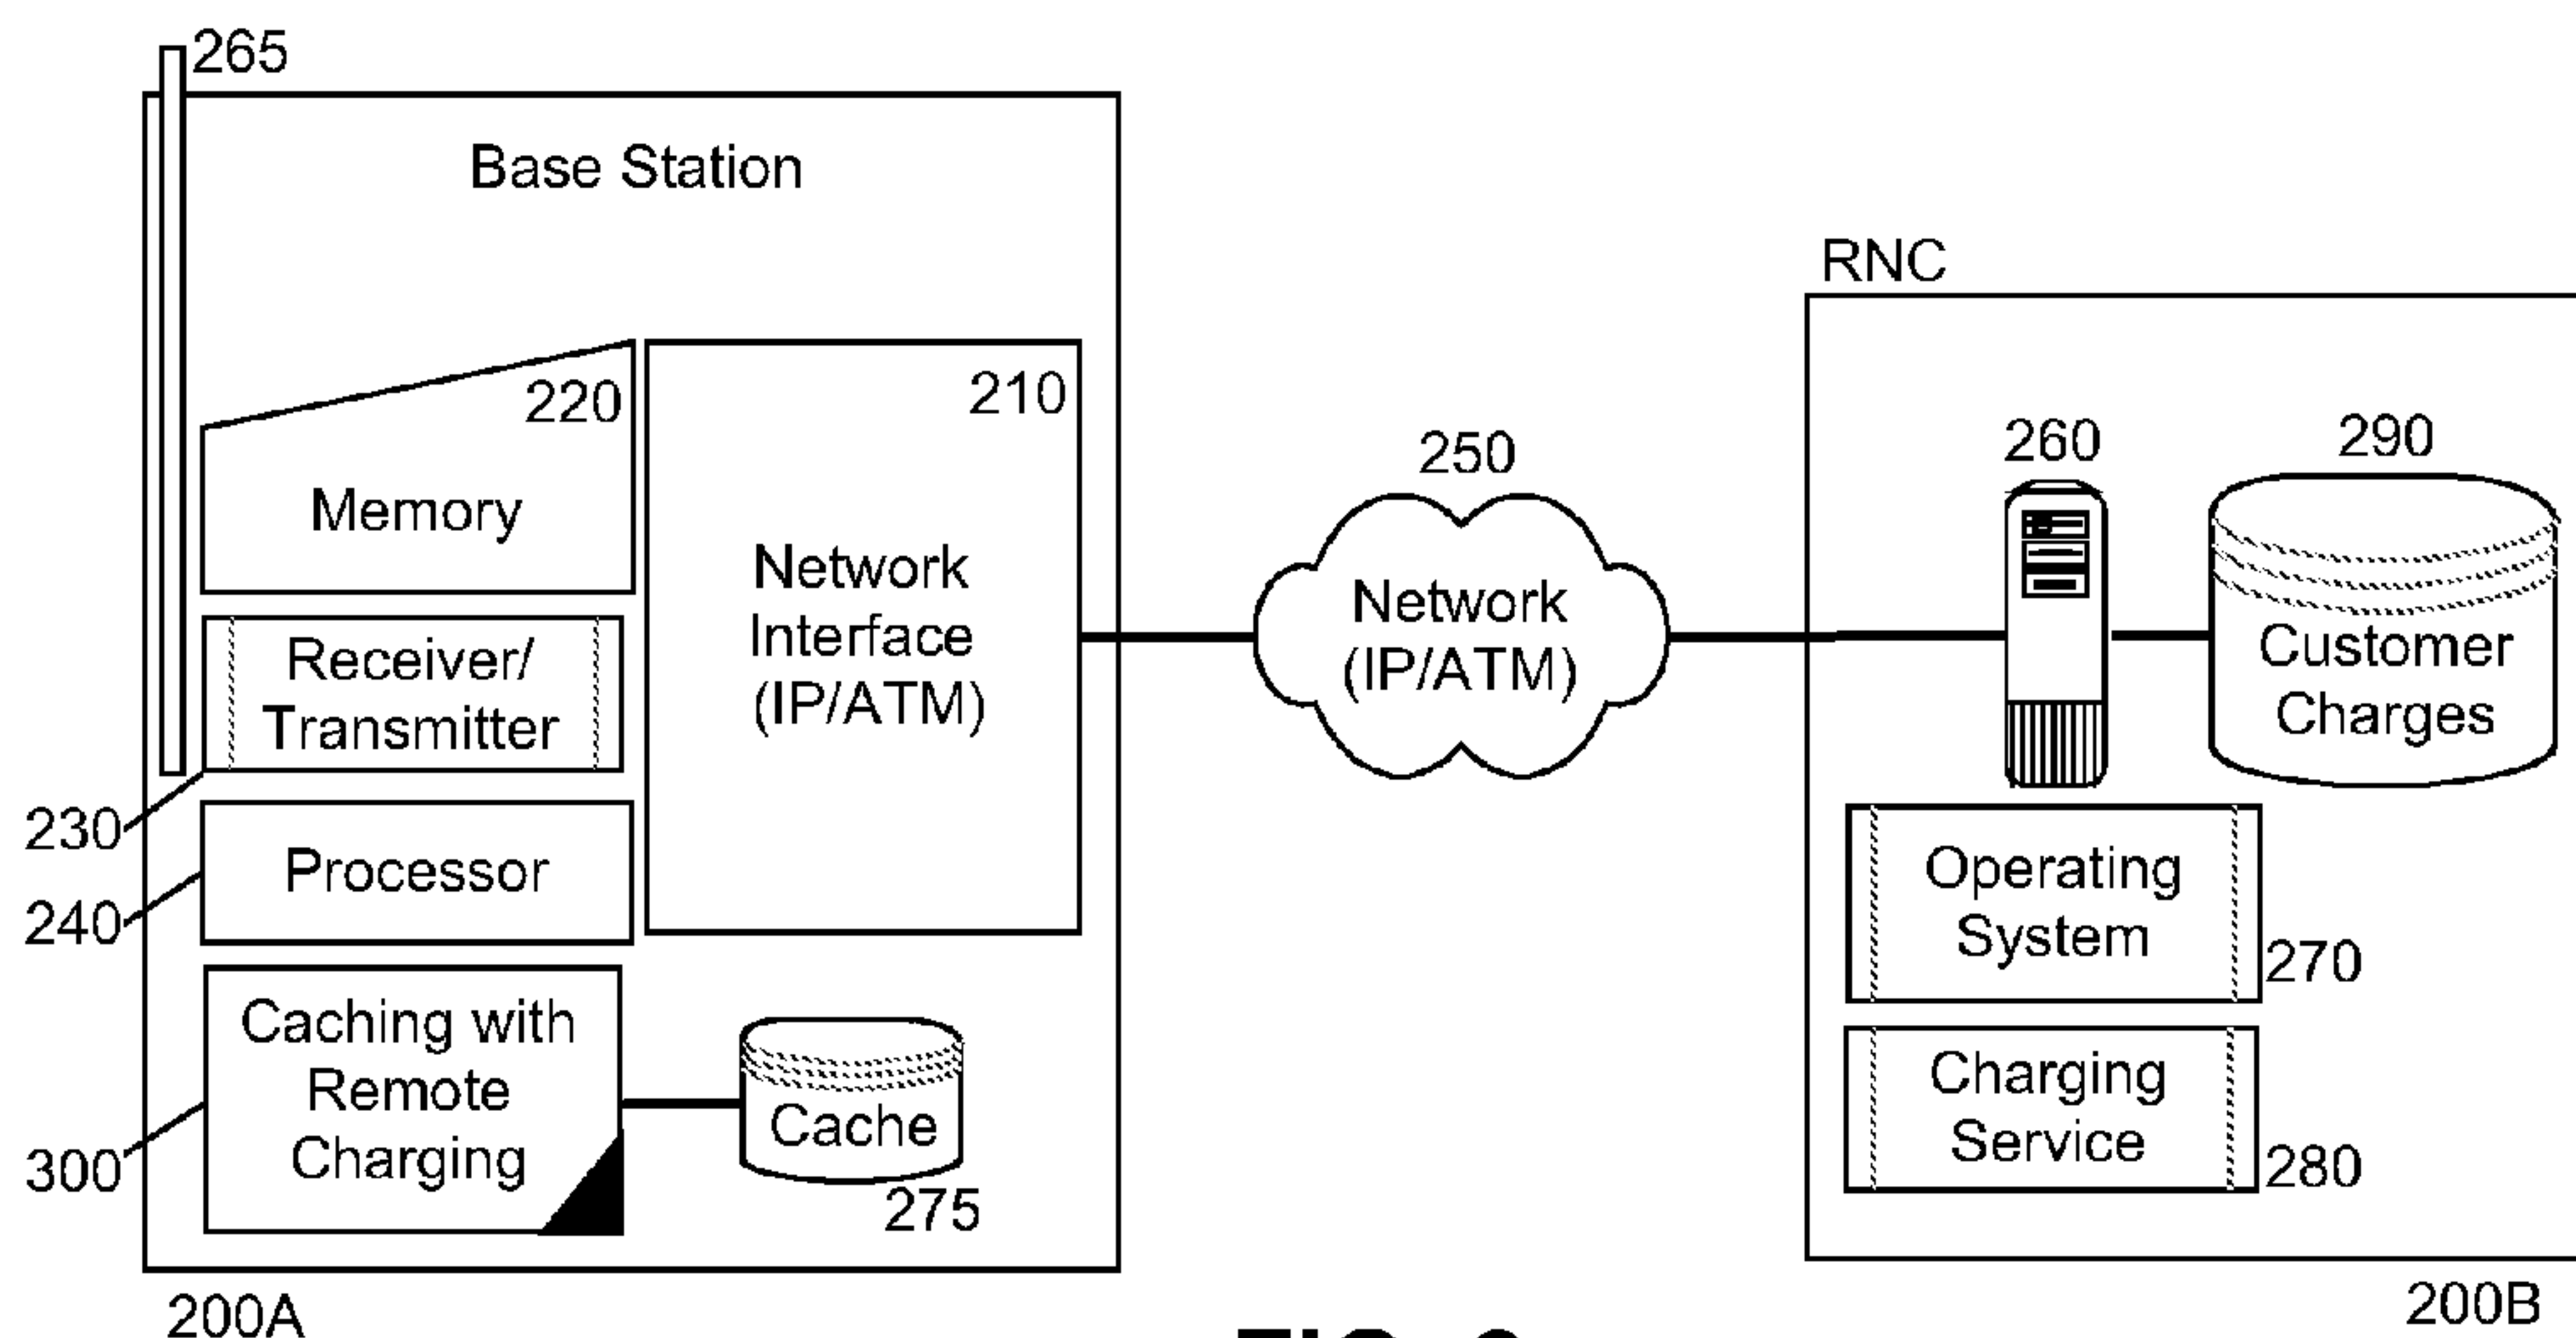 265
Base Station
220
Memory
210
Network
Interface
(IP/ATM)
Receiver/
Transmitter
230
Processor
240
Caching with
Remote
Charging
300
Cache
275
200A
250
Network
(IP/ATM)
RNC
260
290
Customer
Charges
Operating
System
270
Charging
Service
280
200B